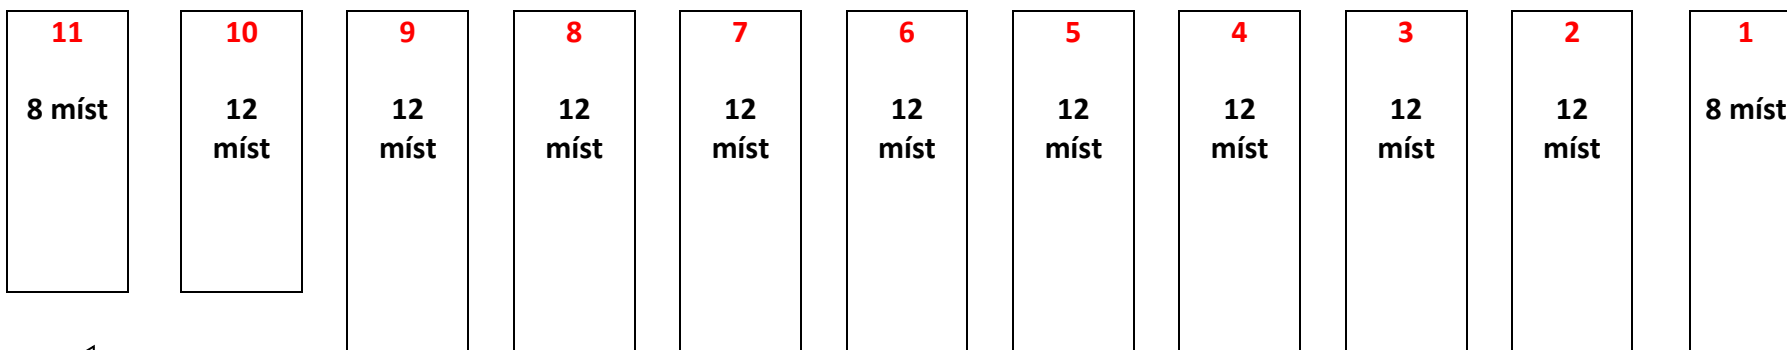 11 10 9 8 7 6 5 4 3 2 1
8 míst 12 12 12 12 12 12 12 12 12 8 míst
míst míst míst míst míst míst míst míst míst